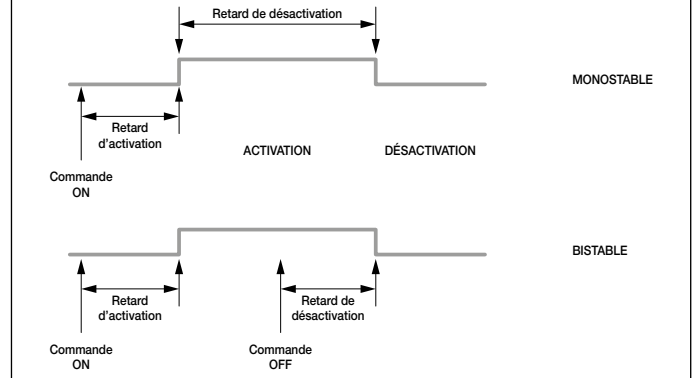 Retard de désactivation
MONOSTABLE
Retard
d'activation
ACTIVATION
DÉSACTIVATION
Commande
ON
BISTABLE
Retard
d'activation
Retard de
désactivation
Commande
ON
Commande
OFF